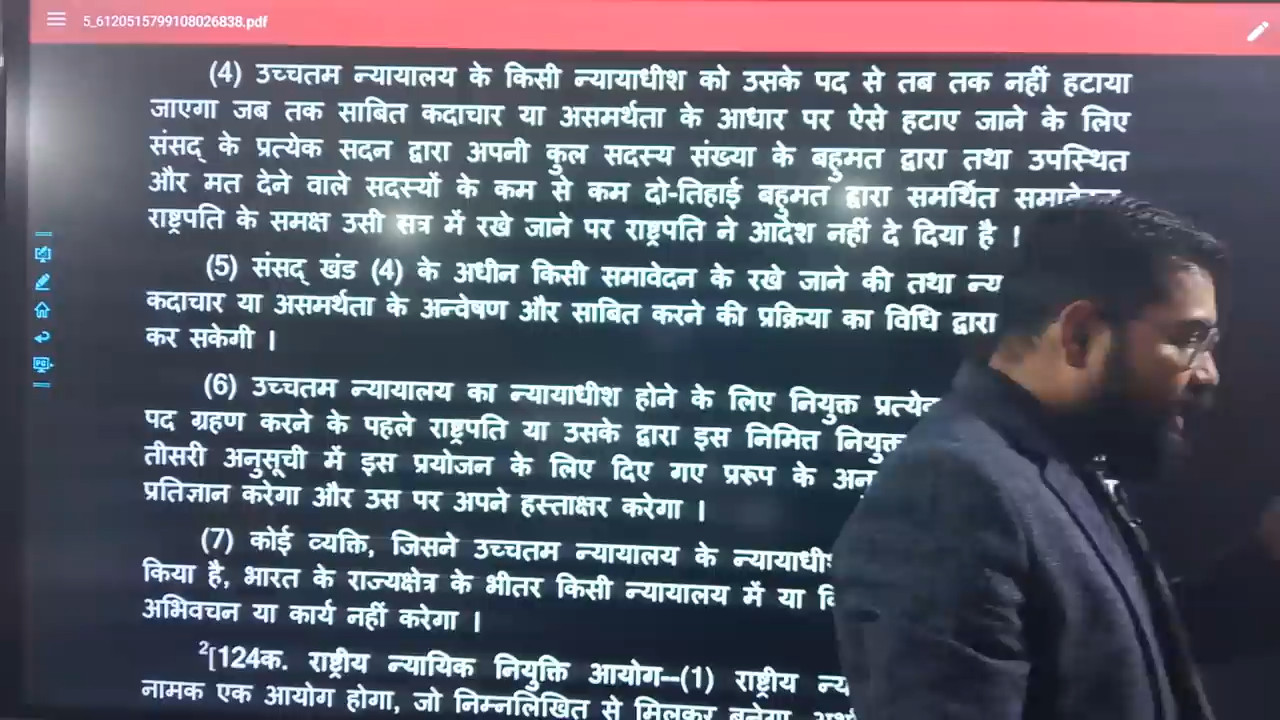 5_6120515799108026838.pdf
(4) उच्चतम न्यायालय के किसी न्यायाधीश को उसके पद से तब तक नहीं हटाया
जाएगा जब तक साबित कदाचार या असमर्थता के आधार पर ऐसे हटाए जाने के लिए
संसद् के प्रत्येक सदन द्वारा अपनी कुल सदस्य संख्या के बहुमत द्वारा तथा उपस्थित
और मत देने वाले सदस्यों के कम से कम दो-तिहाई बहुमत द्वारा समर्थित
राष्ट्रपति के समक्ष उसी सत्र में रखे जाने पर राष्ट्रपति ने आदेश नहीं दे दिया है ।
(5) संसद् खंड (4) के अधीन किसी समावेदन के रखे जाने की तथा
कदाचार या असमर्थता के अन्वेषण और साबित करने की प्रक्रिया का विधि द्वारा
कर सकेगी ।
(6) उच्चतम न्यायालय का न्यायाधीश होने के लिए नियुक्त
पद ग्रहण करने के पहले राष्ट्रपति या उसके द्वारा इस निमित्त नियुक्त
तीसरी अनुसूची में इस प्रयोजन के लिए दिए गए प्ररूप के
प्रतिज्ञान करेगा और उस पर अपने हस्ताक्षर करेगा ।
(7) कोई व्यक्ति, जिसने उच्चतम न्यायालय के
किया है, भारत के राज्यक्षेत्र के भीतर किसी न्यायालय में या
अभिवचन या कार्य नहीं करेगा ।
2[124क. राष्ट्रीय न्यायिक नियुक्ति आयोग–(1) राष्ट्रीय
नामक एक आयोग होगा, जो निम्नलिखित से मिलकर बनेगा,